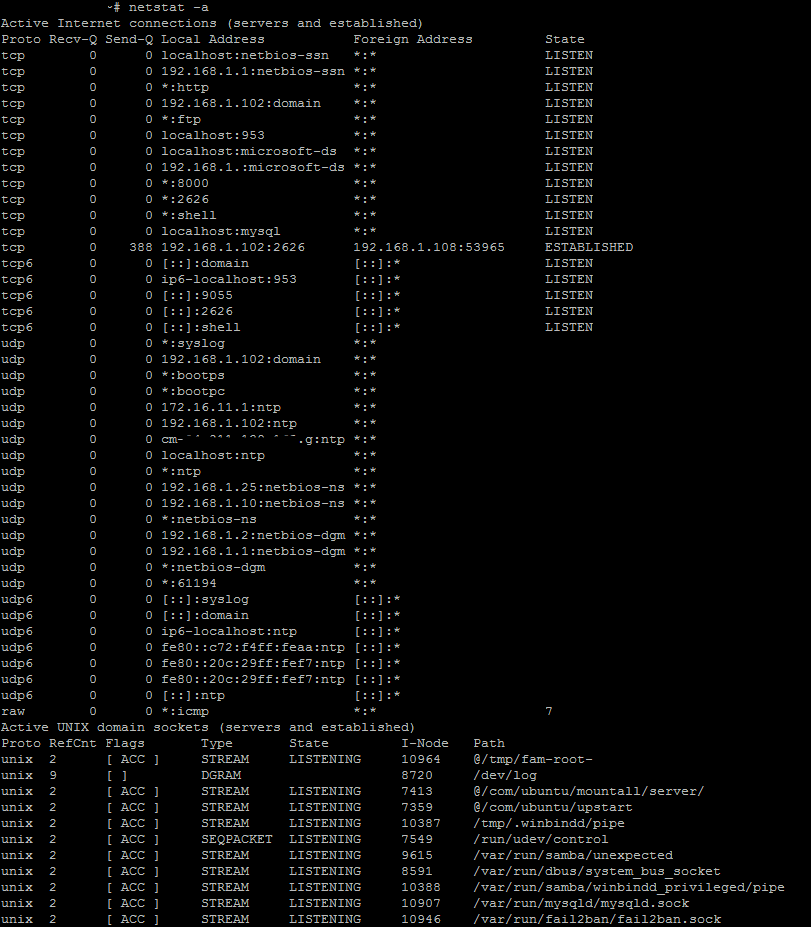 ~# netstat -a
Active Internet connections (servers and established)
Proto Recv-Q Send-Q Local Address           Foreign Address         State
tcp        0      0 localhost:netbios-ssn   *:*                     LISTEN
tcp        0      0 192.168.1.1:netbios-ssn *:*                     LISTEN
tcp        0      0 *:http                  *:*                     LISTEN
tcp        0      0 192.168.1.102:domain    *:*                     LISTEN
tcp        0      0 *:ftp                   *:*                     LISTEN
tcp        0      0 localhost:953           *:*                     LISTEN
tcp        0      0 localhost:microsoft-ds  *:*                     LISTEN
tcp        0      0 192.168.1.:microsoft-ds *:*                     LISTEN
tcp        0      0 *:8000                  *:*                     LISTEN
tcp        0      0 *:2626                  *:*                     LISTEN
tcp        0      0 *:shell                 *:*                     LISTEN
tcp        0      0 localhost:mysql         *:*                     LISTEN
tcp        0    388 192.168.1.102:2626      192.168.1.108:53965     ESTABLISHED
tcp6       0      0 [::]:domain             [::]:*                  LISTEN
tcp6       0      0 ip6-localhost:953       [::]:*                  LISTEN
tcp6       0      0 [::]:9055               [::]:*                  LISTEN
tcp6       0      0 [::]:2626               [::]:*                  LISTEN
tcp6       0      0 [::]:shell              [::]:*                  LISTEN
udp        0      0 *:syslog                *:*
udp        0      0 192.168.1.102:domain    *:*
udp        0      0 *:bootps                *:*
udp        0      0 *:bootpc                *:*
udp        0      0 172.16.11.1:ntp         *:*
udp        0      0 192.168.1.102:ntp       *:*
udp        0      0 cm-              .g:ntp *:*
udp        0      0 localhost:ntp           *:*
udp        0      0 *:ntp                   *:*
udp        0      0 192.168.1.25:netbios-ns *:*
udp        0      0 192.168.1.10:netbios-ns *:*
udp        0      0 *:netbios-ns            *:*
udp        0      0 192.168.1.2:netbios-dgm *:*
udp        0      0 192.168.1.1:netbios-dgm *:*
udp        0      0 *:netbios-dgm           *:*
udp        0      0 *:61194                 *:*
udp6       0      0 [::]:syslog             [::]:*
udp6       0      0 [::]:domain             [::]:*
udp6       0      0 ip6-localhost:ntp       [::]:*
udp6       0      0 fe80::c72:f4ff:feaa:ntp [::]:*
udp6       0      0 fe80::20c:29ff:fef7:ntp [::]:*
udp6       0      0 fe80::20c:29ff:fef7:ntp [::]:*
udp6       0      0 [::]:ntp                [::]:*
raw        0      0 *:icmp                  *:*                     7
Active UNIX domain sockets (servers and established)
Proto RefCnt Flags       Type       State         I-Node   Path
unix  2      [ ACC ]     STREAM     LISTENING     10964    @/tmp/fam-root-
unix  9      [ ]         DGRAM                    8720     /dev/log
unix  2      [ ACC ]     STREAM     LISTENING     7413     @/com/ubuntu/mountall/server/
unix  2      [ ACC ]     STREAM     LISTENING     7359     @/com/ubuntu/upstart
unix  2      [ ACC ]     STREAM     LISTENING     10387    /tmp/.winbindd/pipe
unix  2      [ ACC ]     SEQPACKET  LISTENING     7549     /run/udev/control
unix  2      [ ACC ]     STREAM     LISTENING     9615     /var/run/samba/unexpected
unix  2      [ ACC ]     STREAM     LISTENING     8591     /var/run/dbus/system_bus_socket
unix  2      [ ACC ]     STREAM     LISTENING     10388    /var/run/samba/winbindd_privileged/pipe
unix  2      [ ACC ]     STREAM     LISTENING     10907    /var/run/mysqld/mysqld.sock
unix  2      [ ACC ]     STREAM     LISTENING     10946    /var/run/fail2ban/fail2ban.sock